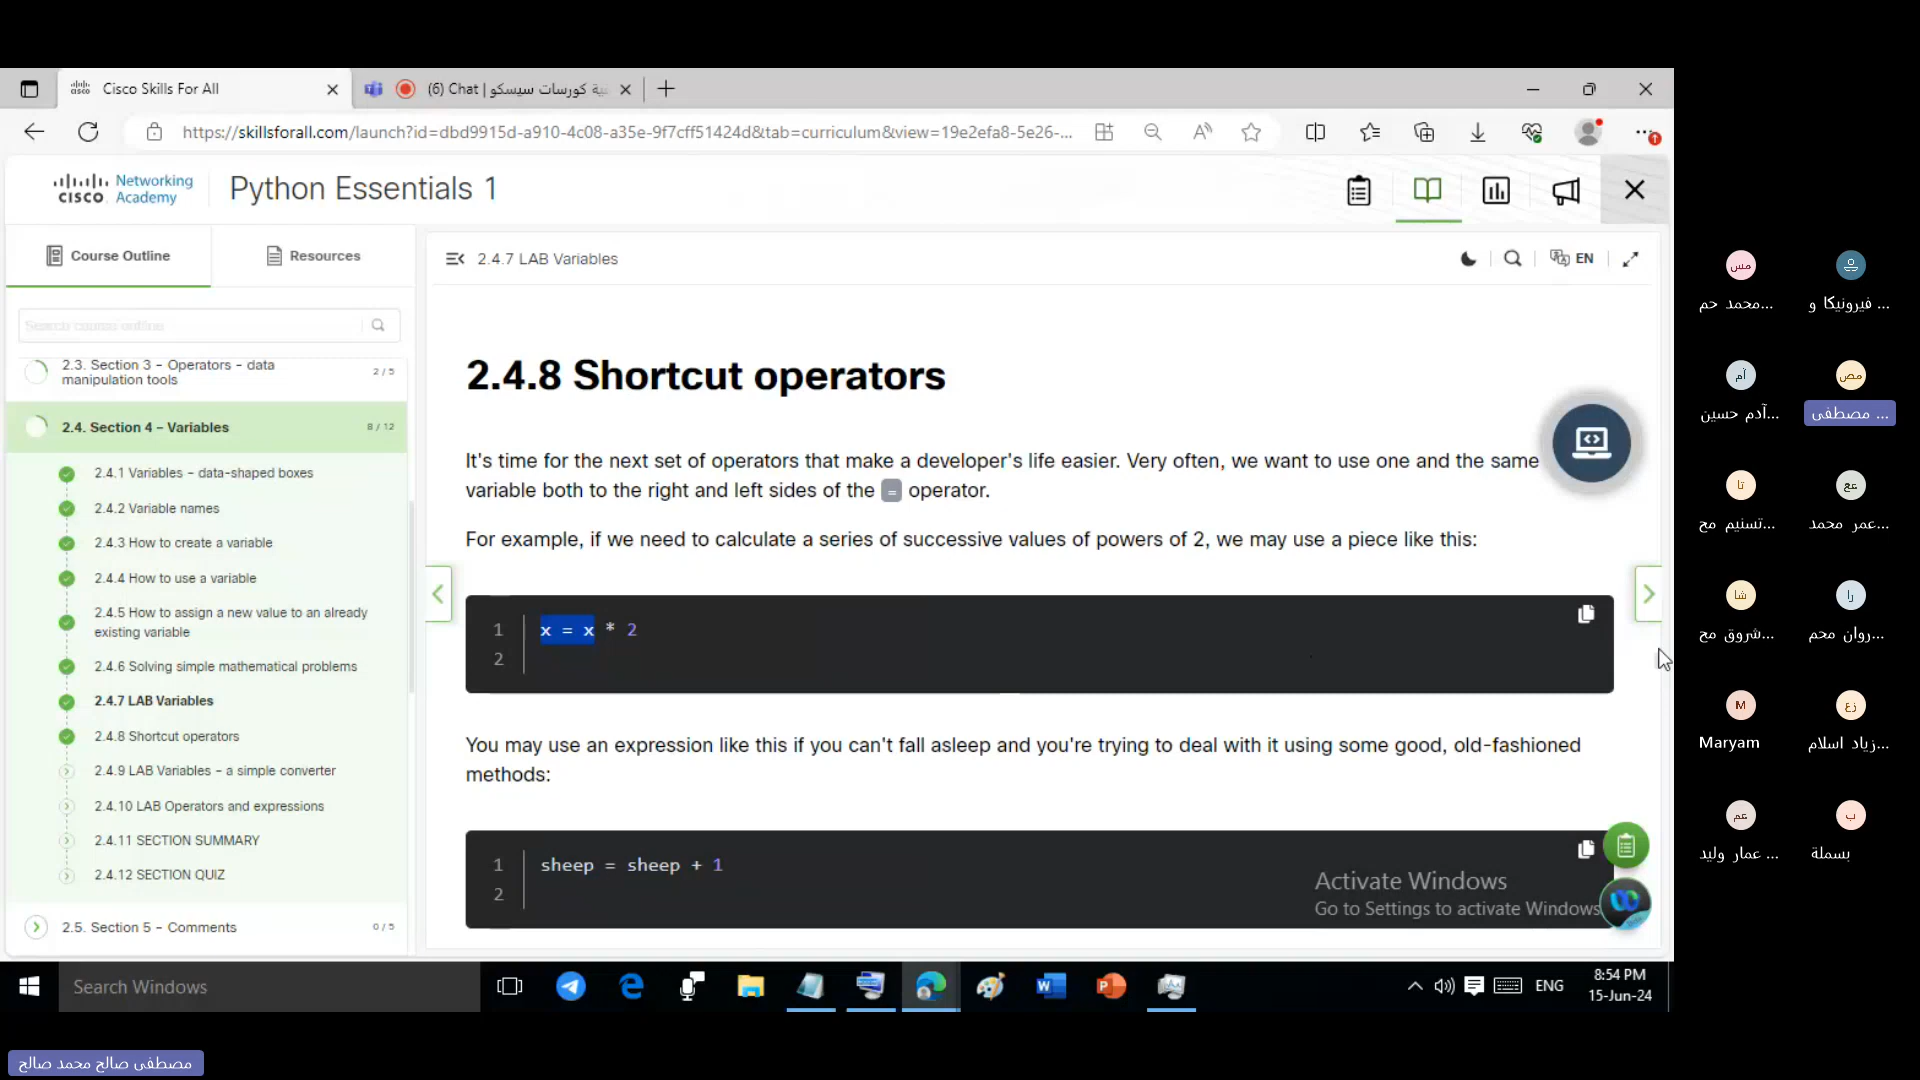 Cisco Skills For All
(6) Chat | نية كورسات سيسكو
https://skillsforall.com/launch?id=dbd9915d-a910-4c08-a35e-9f7cff51424d&tab=curriculum&view=19e2efa8-5e26-...
cisco Networking Academy
Python Essentials 1
Course Outline
Resources
Search course outline
2.3. Section 3 – Operators – data
manipulation tools
2 / 5
2.4. Section 4 – Variables
8 / 12
2.4.1 Variables – data-shaped boxes
2.4.2 Variable names
2.4.3 How to create a variable
2.4.4 How to use a variable
2.4.5 How to assign a new value to an already
existing variable
2.4.6 Solving simple mathematical problems
2.4.7 LAB Variables
2.4.8 Shortcut operators
2.4.9 LAB Variables – a simple converter
2.4.10 LAB Operators and expressions
2.4.11 SECTION SUMMARY
2.4.12 SECTION QUIZ
2.5. Section 5 – Comments
0 / 5
2.4.7 LAB Variables
EN
2.4.8 Shortcut operators
It's time for the next set of operators that make a developer's life easier. Very often, we want to use one and the same
variable both to the right and left sides of the = operator.
For example, if we need to calculate a series of successive values of powers of 2, we may use a piece like this:
1 x = x * 2
2
You may use an expression like this if you can't fall asleep and you're trying to deal with it using some good, old-fashioned
methods:
1 sheep = sheep + 1
2
Activate Windows
Go to Settings to activate Windows
مس
محمد حم...
فيرونيكا و ...
آم
آدم حسين...
مص
مصطفى ...
تا
تسنيم مح...
عع
عمر محمد...
شا
شروق مح...
را
روان محم...
M
Maryam
زع
زياد اسلام...
عم
عمار وليد ...
ب
بسملة
Search Windows
ENG
8:54 PM
15-Jun-24
مصطفى صالح محمد صالح